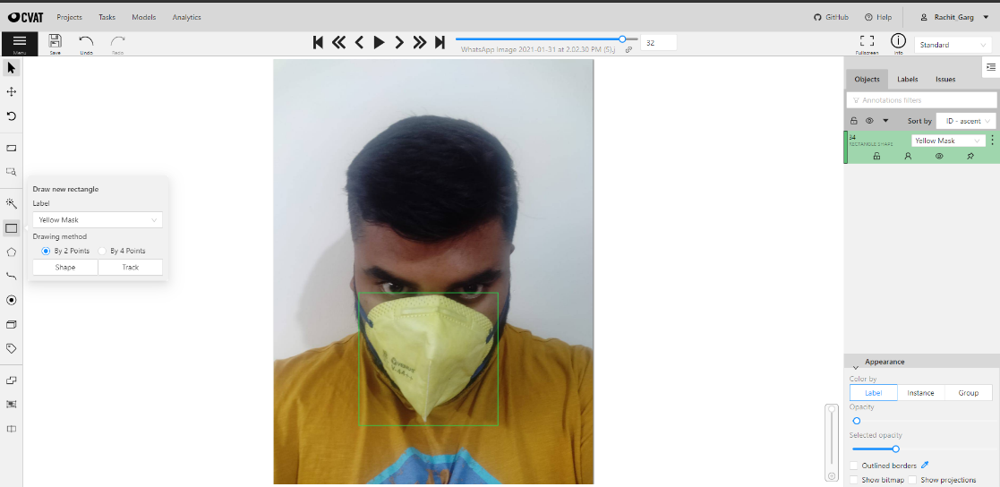 CVAT
Projects
Tasks
Models
Analytics
GitHub
Help
Rachit_Garg
Menu
Save
Undo
Redo
WhatsApp Image 2021-01-31 at 2.02.30 PM (5).j
32
Fullscreen
Info
Standard
Draw new rectangle
Label
Yellow Mask
Drawing method
By 2 Points
By 4 Points
Shape
Track
Objects
Labels
Issues
Annotations filters
Sort by
ID - ascent
34
RECTANGLE SHAPE
Yellow Mask
Appearance
Color by
Label
Instance
Group
Opacity
Selected opacity
Outlined borders
Show bitmap
Show projections